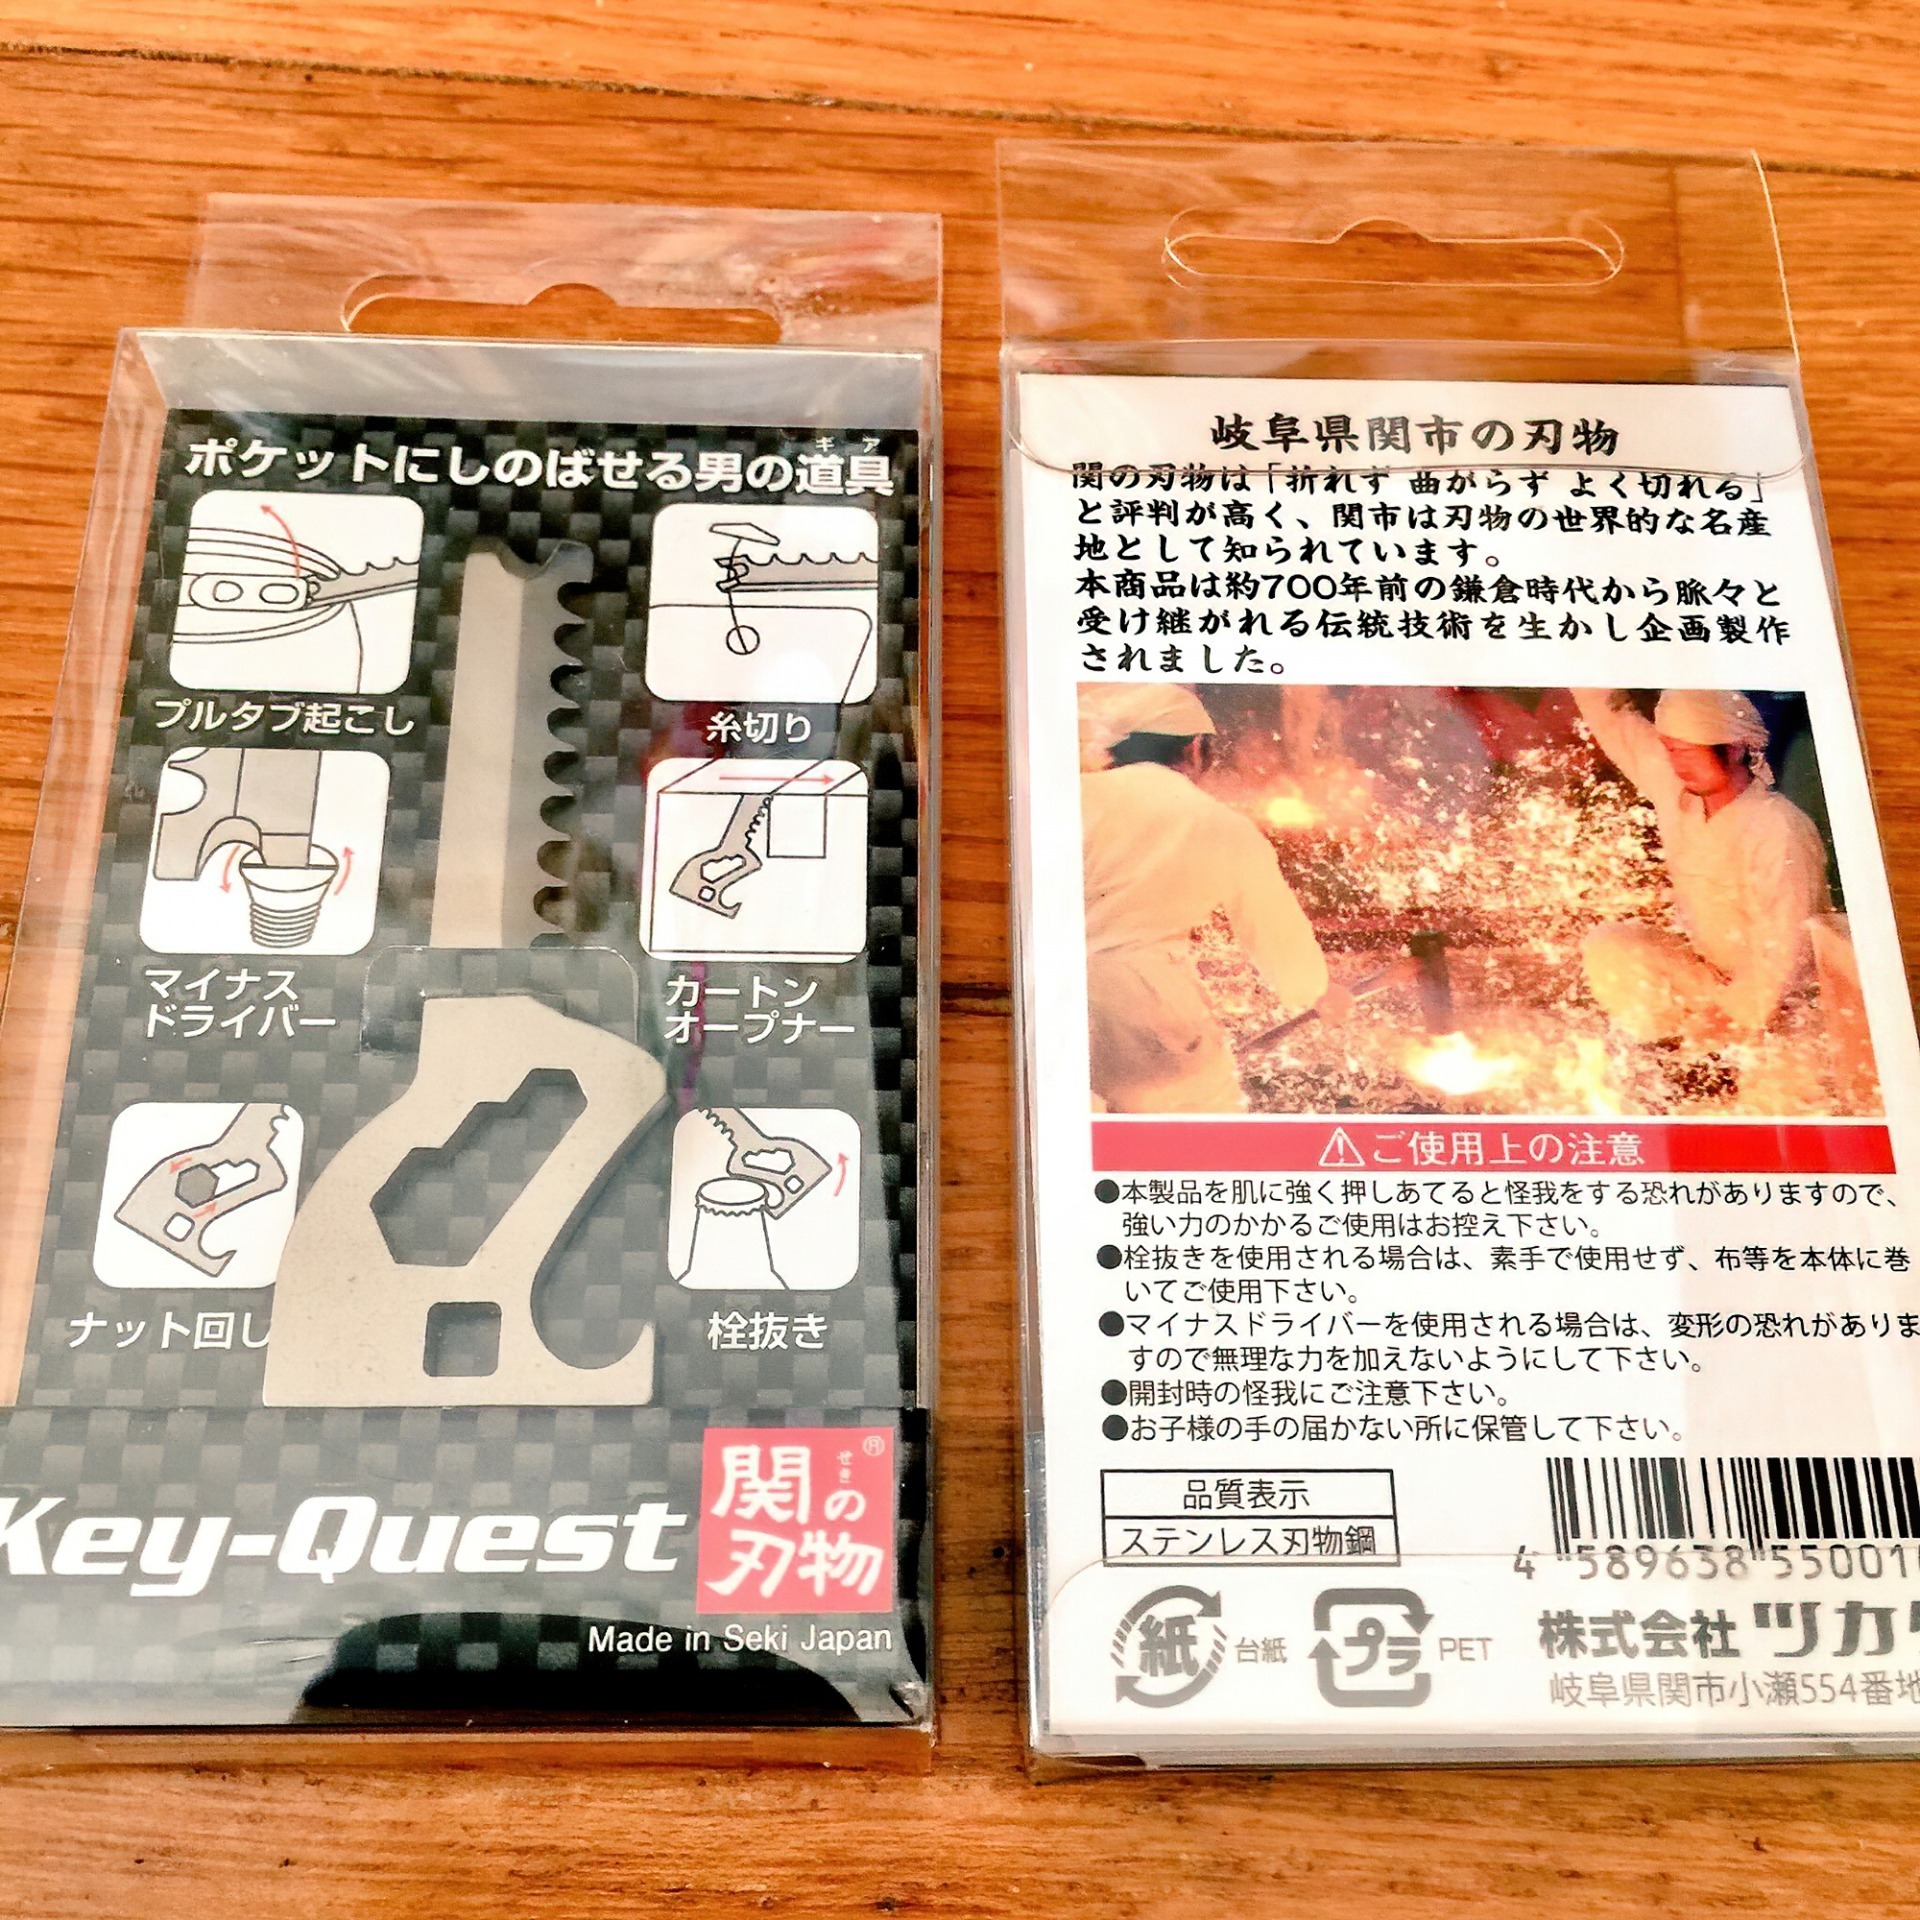 ポケットにしのばせる男の道具
ギア
プルタブ起こし
糸切り
マイナス
ドライバー
カートン
オープナー
ナット回し
栓抜き
Key-Quest
関の
せき
刃物
®
Made in Seki Japan
岐阜県関市の刃物
関の刃物は「折れず 曲がらず よく切れる」
と評判が高く、関市は刃物の世界的な名産
地として知られています。
本商品は約700年前の鎌倉時代から脈々と
受け継がれる伝統技術を生かし企画製作
されました。
⚠ご使用上の注意
●本製品を肌に強く押しあてると怪我をする恐れがありますので、
強い力のかかるご使用はお控え下さい。
●栓抜きを使用される場合は、素手で使用せず、布等を本体に巻
いてご使用下さい。
●マイナスドライバーを使用される場合は、変形の恐れがありま
すので無理な力を加えないようにして下さい。
●開封時の怪我にご注意下さい。
●お子様の手の届かない所に保管して下さい。
品質表示
ステンレス刃物鋼
4 589638 55001
紙 台紙
プラ PET
株式会社ツカ
岐阜県関市小瀬554番地